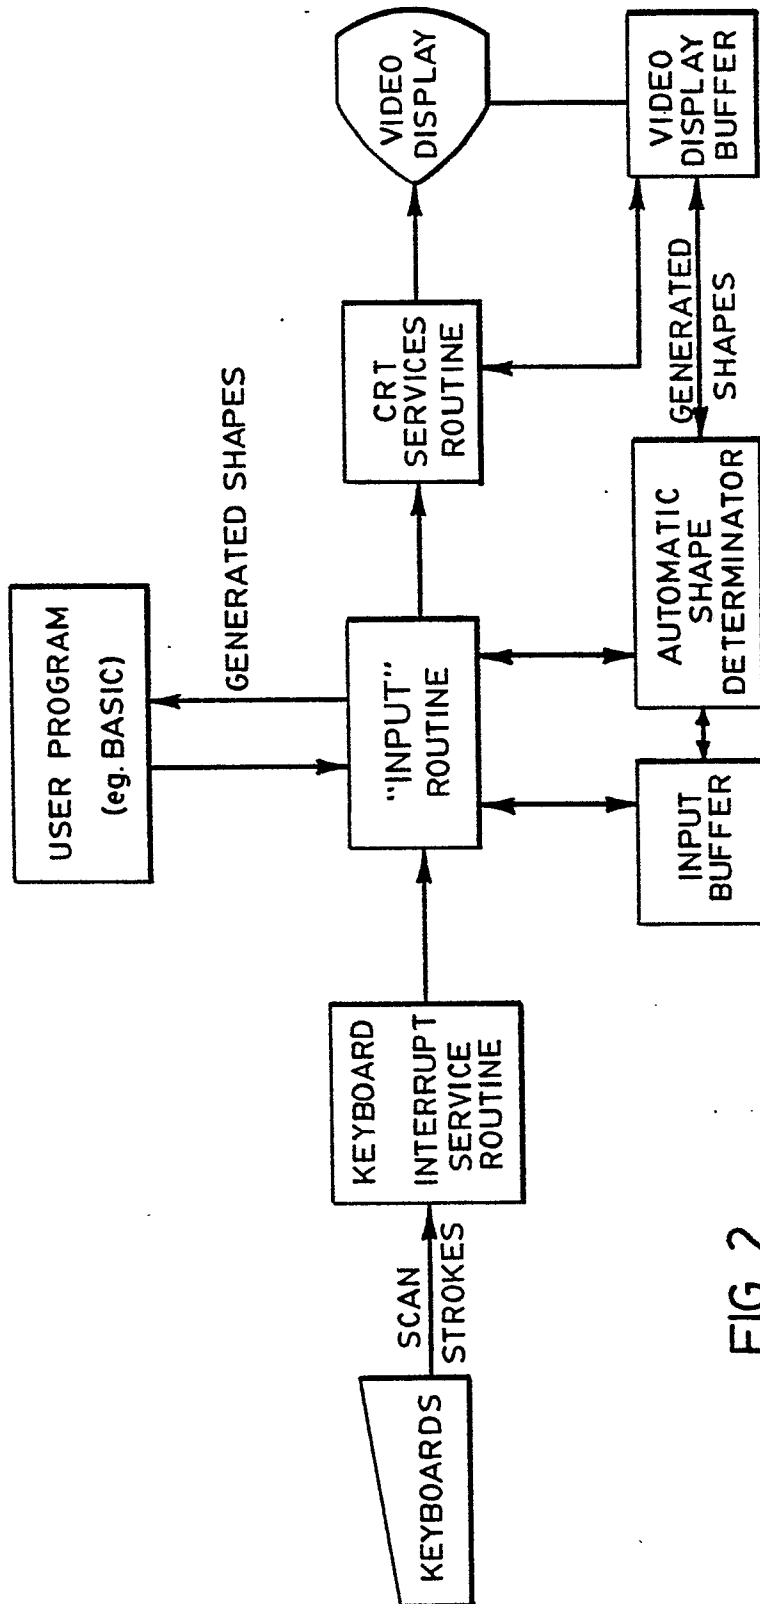 USER PROGRAM
(eg. BASIC)
GENERATED SHAPES
KEYBOARDS
SCAN
STROKES
KEYBOARD
INTERRUPT
SERVICE
ROUTINE
"INPUT"
ROUTINE
CRT
SERVICES
ROUTINE
VIDEO
DISPLAY
INPUT
BUFFER
AUTOMATIC
SHAPE
DETERMINATOR
GENERATED
SHAPES
VIDEO
DISPLAY
BUFFER
FIG. 2